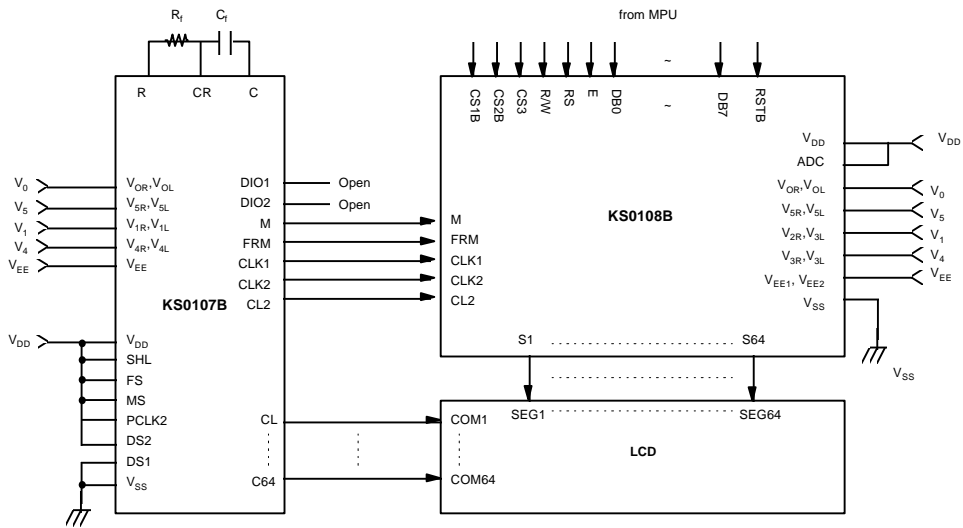 from MPU
Rf Cf
R CR C
CS1B CS2B CS3 R/W RS E DB0 ~ DB7 RSTB
~
V0
V5
V1
V4
VEE
VDD
VOR,VOL
V5R,V5L
V1R,V1L
V4R,V4L
VEE
KS0107B
VDD
SHL
FS
MS
PCLK2
DS2
DS1
VSS
DIO1 Open
DIO2 Open
M
FRM
CLK1
CLK2
CL2
CL
C64
M
FRM
CLK1
CLK2
CL2
KS0108B
VDD
ADC
VOR,VOL
V5R,V5L
V2R,V3L
V3R,V3L
VEE1, VEE2
VSS
VDD
V0
V5
V1
V4
VEE
VSS
S1 S64
SEG1 SEG64
COM1
COM64
LCD